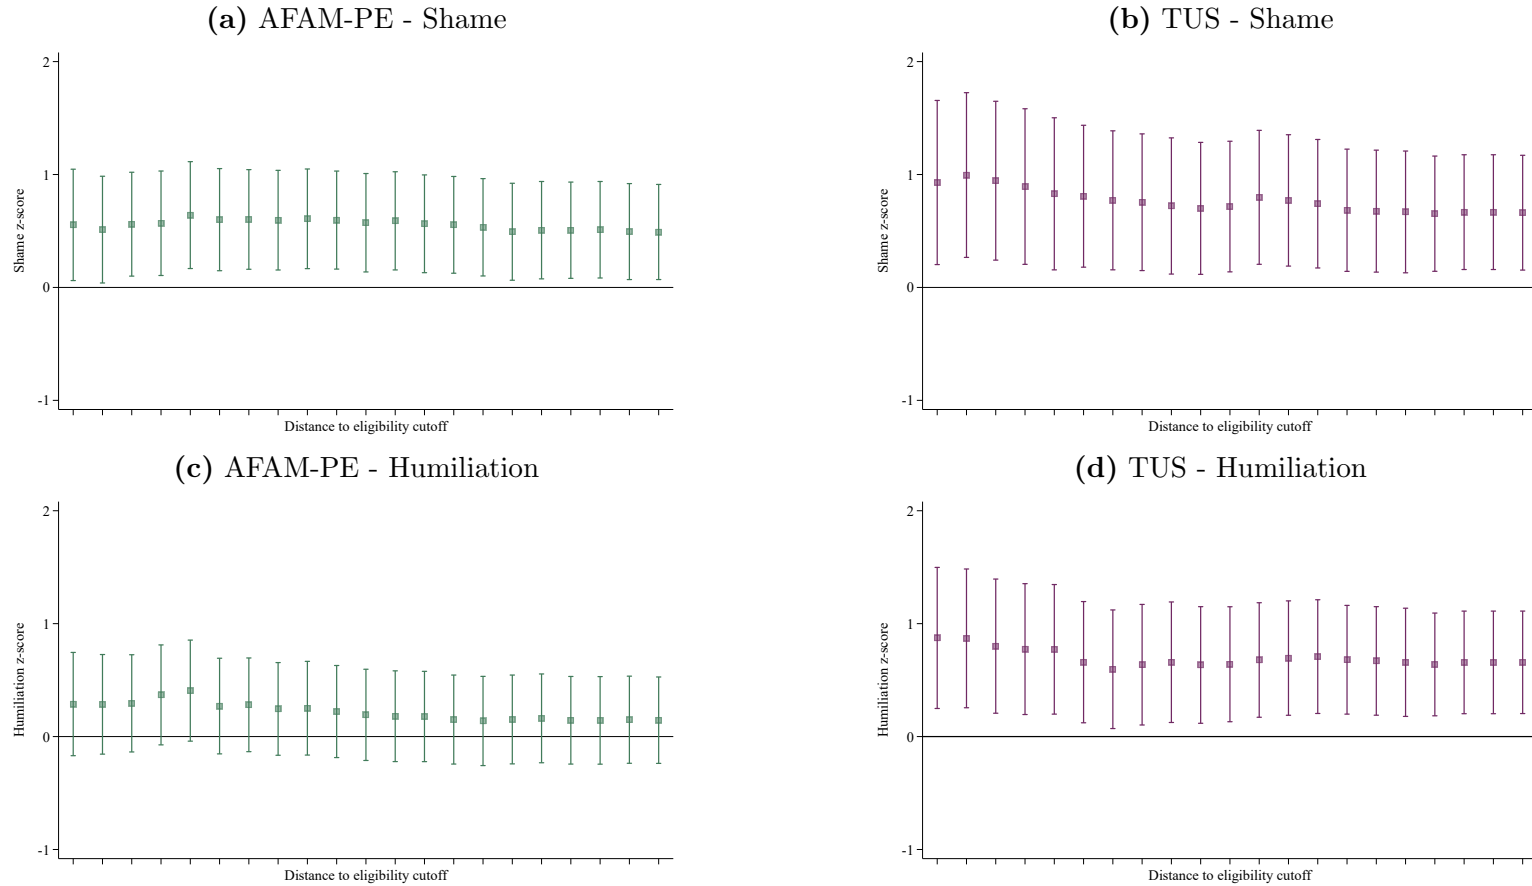 (a) AFAM-PE - Shame
2
1
0
-1
Shame z-score
Distance to eligibility cutoff
(b) TUS - Shame
2
1
0
-1
Shame z-score
Distance to eligibility cutoff
(c) AFAM-PE - Humiliation
2
1
0
-1
Humiliation z-score
Distance to eligibility cutoff
(d) TUS - Humiliation
2
1
0
-1
Humiliation z-score
Distance to eligibility cutoff